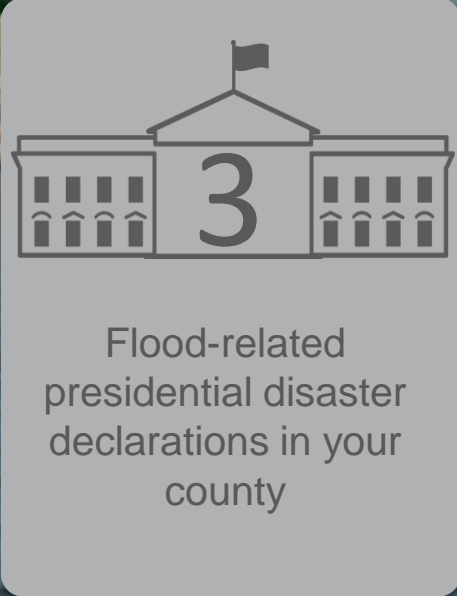 3
Flood-related
presidential disaster
declarations in your
county